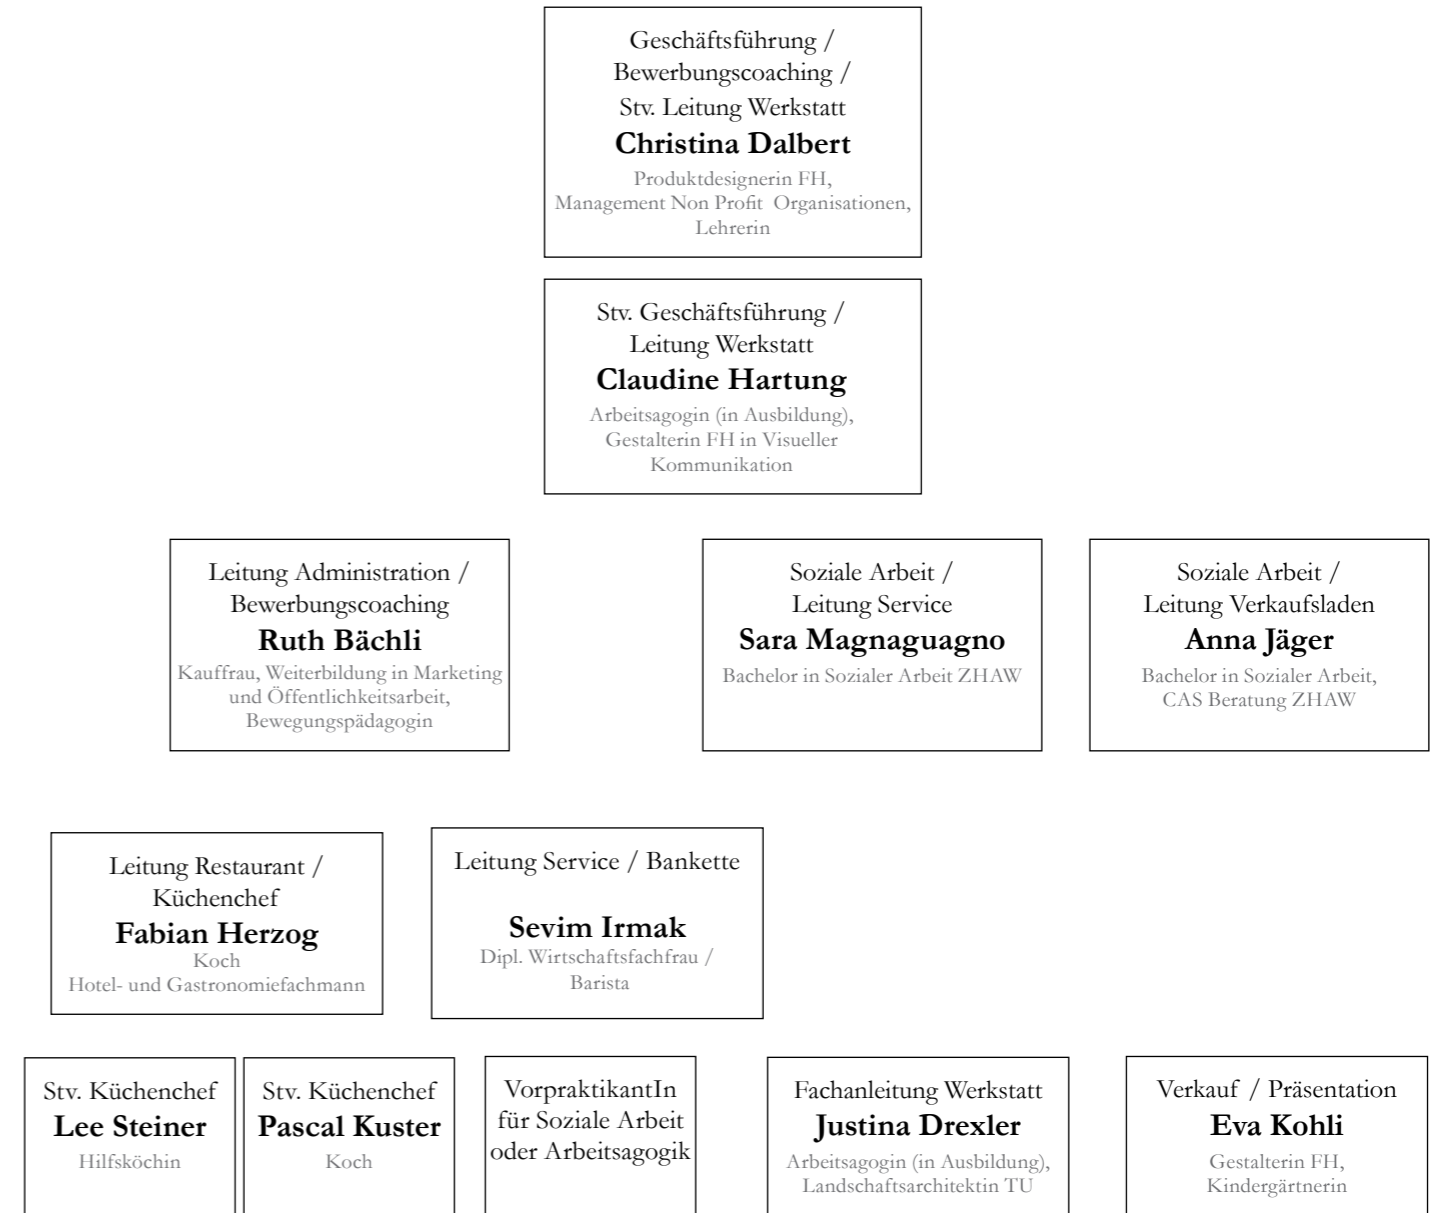 Geschäftsführung /
Bewerbungscoaching /
Stv. Leitung Werkstatt
Christina Dalbert
Produktdesignerin FH,
Management Non Profit Organisationen,
Lehrerin
Stv. Geschäftsführung /
Leitung Werkstatt
Claudine Hartung
Arbeitsagogin (in Ausbildung),
Gestalterin FH in Visueller
Kommunikation
Leitung Administration /
Bewerbungscoaching
Ruth Bächli
Kauffrau, Weiterbildung in Marketing
und Öffentlichkeitsarbeit,
Bewegungspädagogin
Soziale Arbeit /
Leitung Service
Sara Magnaguagno
Bachelor in Sozialer Arbeit ZHAW
Soziale Arbeit /
Leitung Verkaufsladen
Anna Jäger
Bachelor in Sozialer Arbeit,
CAS Beratung ZHAW
Leitung Restaurant /
Küchenchef
Fabian Herzog
Koch
Hotel- und Gastronomiefachmann
Leitung Service / Bankette
Sevim Irmak
Dipl. Wirtschaftsfachfrau /
Barista
Stv. Küchenchef
Lee Steiner
Hilfsköchin
Stv. Küchenchef
Pascal Kuster
Koch
VorpraktikantIn
für Soziale Arbeit
oder Arbeitsagogik
Fachanleitung Werkstatt
Justina Drexler
Arbeitsagogin (in Ausbildung),
Landschaftsarchitektin TU
Verkauf / Präsentation
Eva Kohli
Gestalterin FH,
Kindergärtnerin